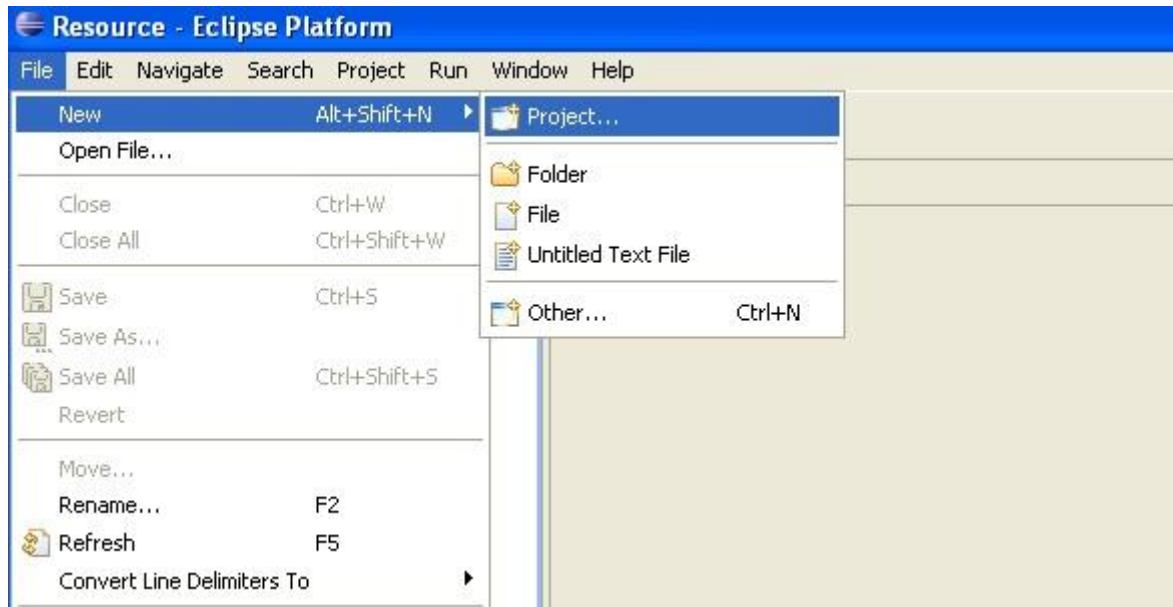 Resource - Eclipse Platform
File Edit Navigate Search Project Run Window Help
New Alt+Shift+N
Open File...
Close Ctrl+W
Close All Ctrl+Shift+W
Save Ctrl+S
Save As...
Save All Ctrl+Shift+S
Revert
Move...
Rename... F2
Refresh F5
Convert Line Delimiters To
Project...
Folder
File
Untitled Text File
Other... Ctrl+N